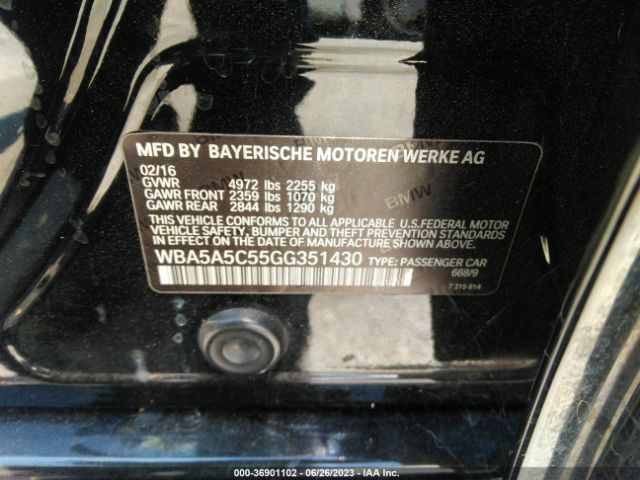 MFD BY BAYERISCHE MOTOREN WERKE AG
02/16
GVWR 4972 lbs 2255 kg
GAWR FRONT 2359 lbs 1070 kg
GAWR REAR 2844 lbs 1290 kg
THIS VEHICLE CONFORMS TO ALL APPLICABLE U.S.FEDERAL MOTOR
VEHICLE SAFETY, BUMPER AND THEFT PREVENTION STANDARDS
IN EFFECT ON THE DATE OF MANUFACTURE SHOWN ABOVE.
WBA5A5C55GG351430 TYPE: PASSENGER CAR
668/9
7 315 814
BMW
000-36901102 - 06/26/2023 - IAA Inc.